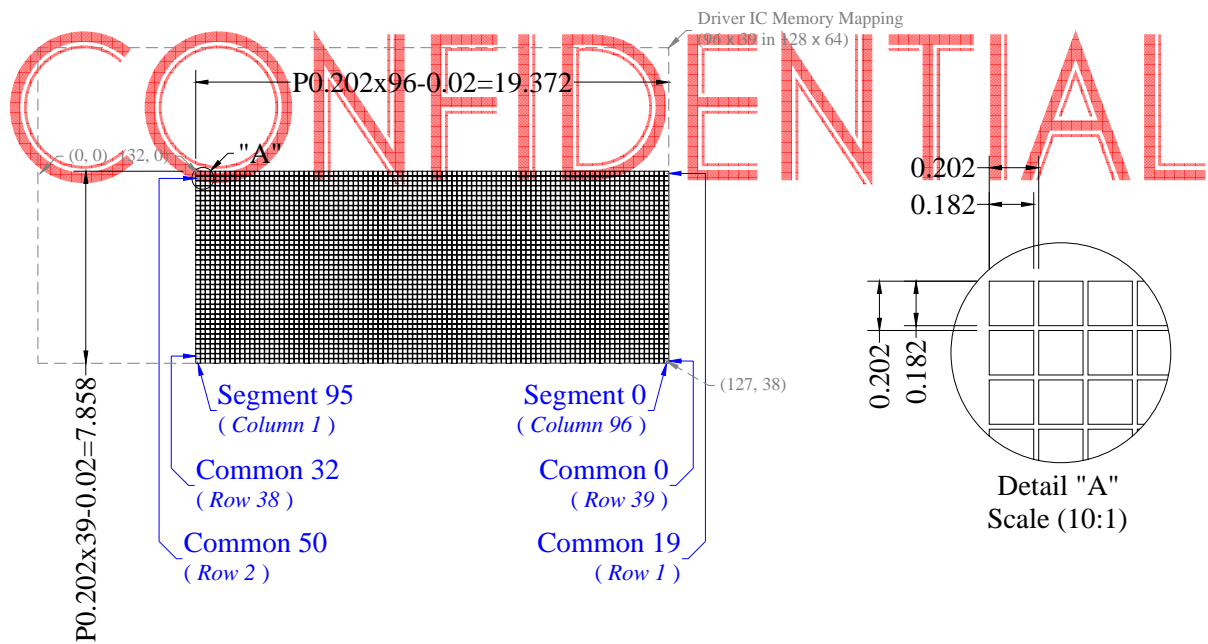 CONFIDENTIAL
Driver IC Memory Mapping
(96 x 39 in 128 x 64)
P0.202x96-0.02=19.372
(0, 0)
(32, 0)
"A"
P0.202x39-0.02=7.858
Segment 95
( Column 1 )
Segment 0
( Column 96 )
(127, 38)
Common 32
( Row 38 )
Common 0
( Row 39 )
Common 50
( Row 2 )
Common 19
( Row 1 )
0.202
0.182
0.202
0.182
Detail "A"
Scale (10:1)